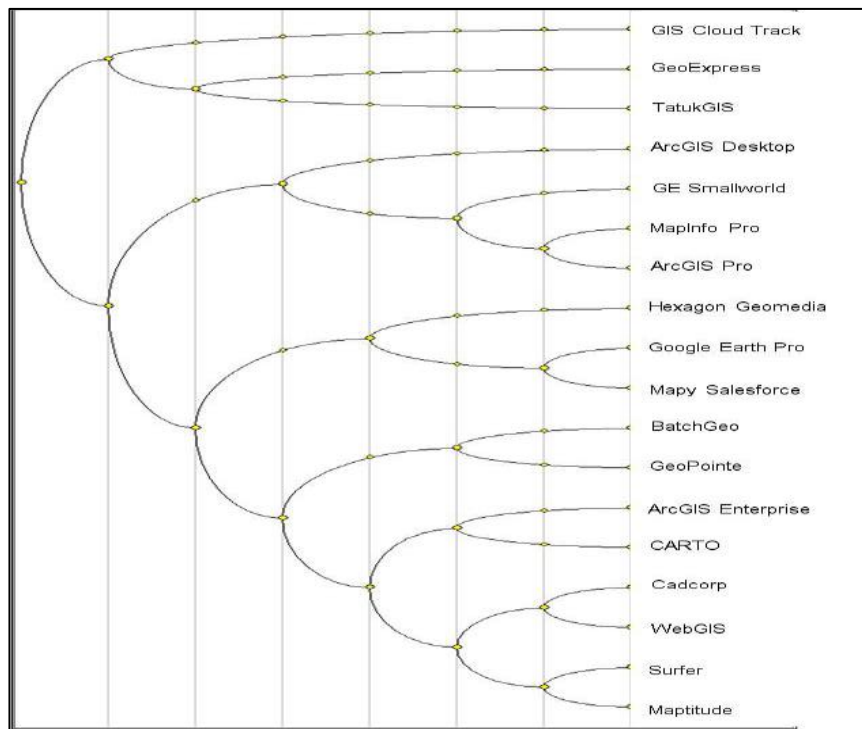 GIS Cloud Track
GeoExpress
TatukGIS
ArcGIS Desktop
GE Smallworld
MapInfo Pro
ArcGIS Pro
Hexagon Geomedia
Google Earth Pro
Mapy Salesforce
BatchGeo
GeoPointe
ArcGIS Enterprise
CARTO
Cadcorp
WebGIS
Surfer
Maptitude